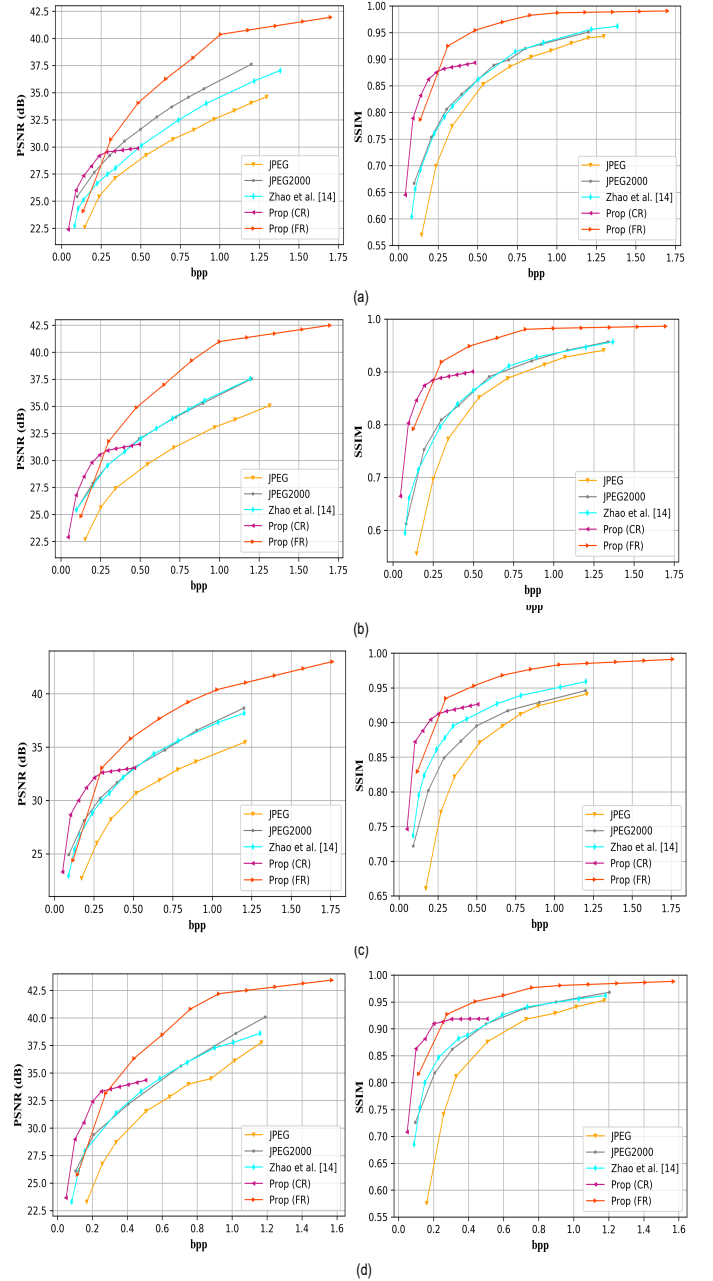 42.5
40.0
37.5
35.0
32.5
30.0
27.5
25.0
22.5
PSNR (dB)
JPEG
JPEG2000
Zhao et al. [14]
Prop (CR)
Prop (FR)
0.00 0.25 0.50 0.75 1.00 1.25 1.50 1.75
bpp
1.00
0.95
0.90
0.85
0.80
0.75
0.70
0.65
0.60
0.55
SSIM
JPEG
JPEG2000
Zhao et al. [14]
Prop (CR)
Prop (FR)
0.00 0.25 0.50 0.75 1.00 1.25 1.50 1.75
bpp
(a)
42.5
40.0
37.5
35.0
32.5
30.0
27.5
25.0
22.5
PSNR (dB)
JPEG
JPEG2000
Zhao et al. [14]
Prop (CR)
Prop (FR)
0.00 0.25 0.50 0.75 1.00 1.25 1.50 1.75
bpp
1.0
0.9
0.8
0.7
0.6
SSIM
JPEG
JPEG2000
Zhao et al. [14]
Prop (CR)
Prop (FR)
0.00 0.25 0.50 0.75 1.00 1.25 1.50 1.75
bpp
bpp
(b)
40
35
30
25
PSNR (dB)
JPEG
JPEG2000
Zhao et al. [14]
Prop (CR)
Prop (FR)
0.00 0.25 0.50 0.75 1.00 1.25 1.50 1.75
bpp
1.00
0.95
0.90
0.85
0.80
0.75
0.70
0.65
SSIM
JPEG
JPEG2000
Zhao et al. [14]
Prop (CR)
Prop (FR)
0.00 0.25 0.50 0.75 1.00 1.25 1.50 1.75
bpp
(c)
42.5
40.0
37.5
35.0
32.5
30.0
27.5
25.0
22.5
PSNR (dB)
JPEG
JPEG2000
Zhao et al. [14]
Prop (CR)
Prop (FR)
0.0 0.2 0.4 0.6 0.8 1.0 1.2 1.4 1.6
bpp
1.00
0.95
0.90
0.85
0.80
0.75
0.70
0.65
0.60
0.55
SSIM
JPEG
JPEG2000
Zhao et al. [14]
Prop (CR)
Prop (FR)
0.0 0.2 0.4 0.6 0.8 1.0 1.2 1.4 1.6
bpp
(d)